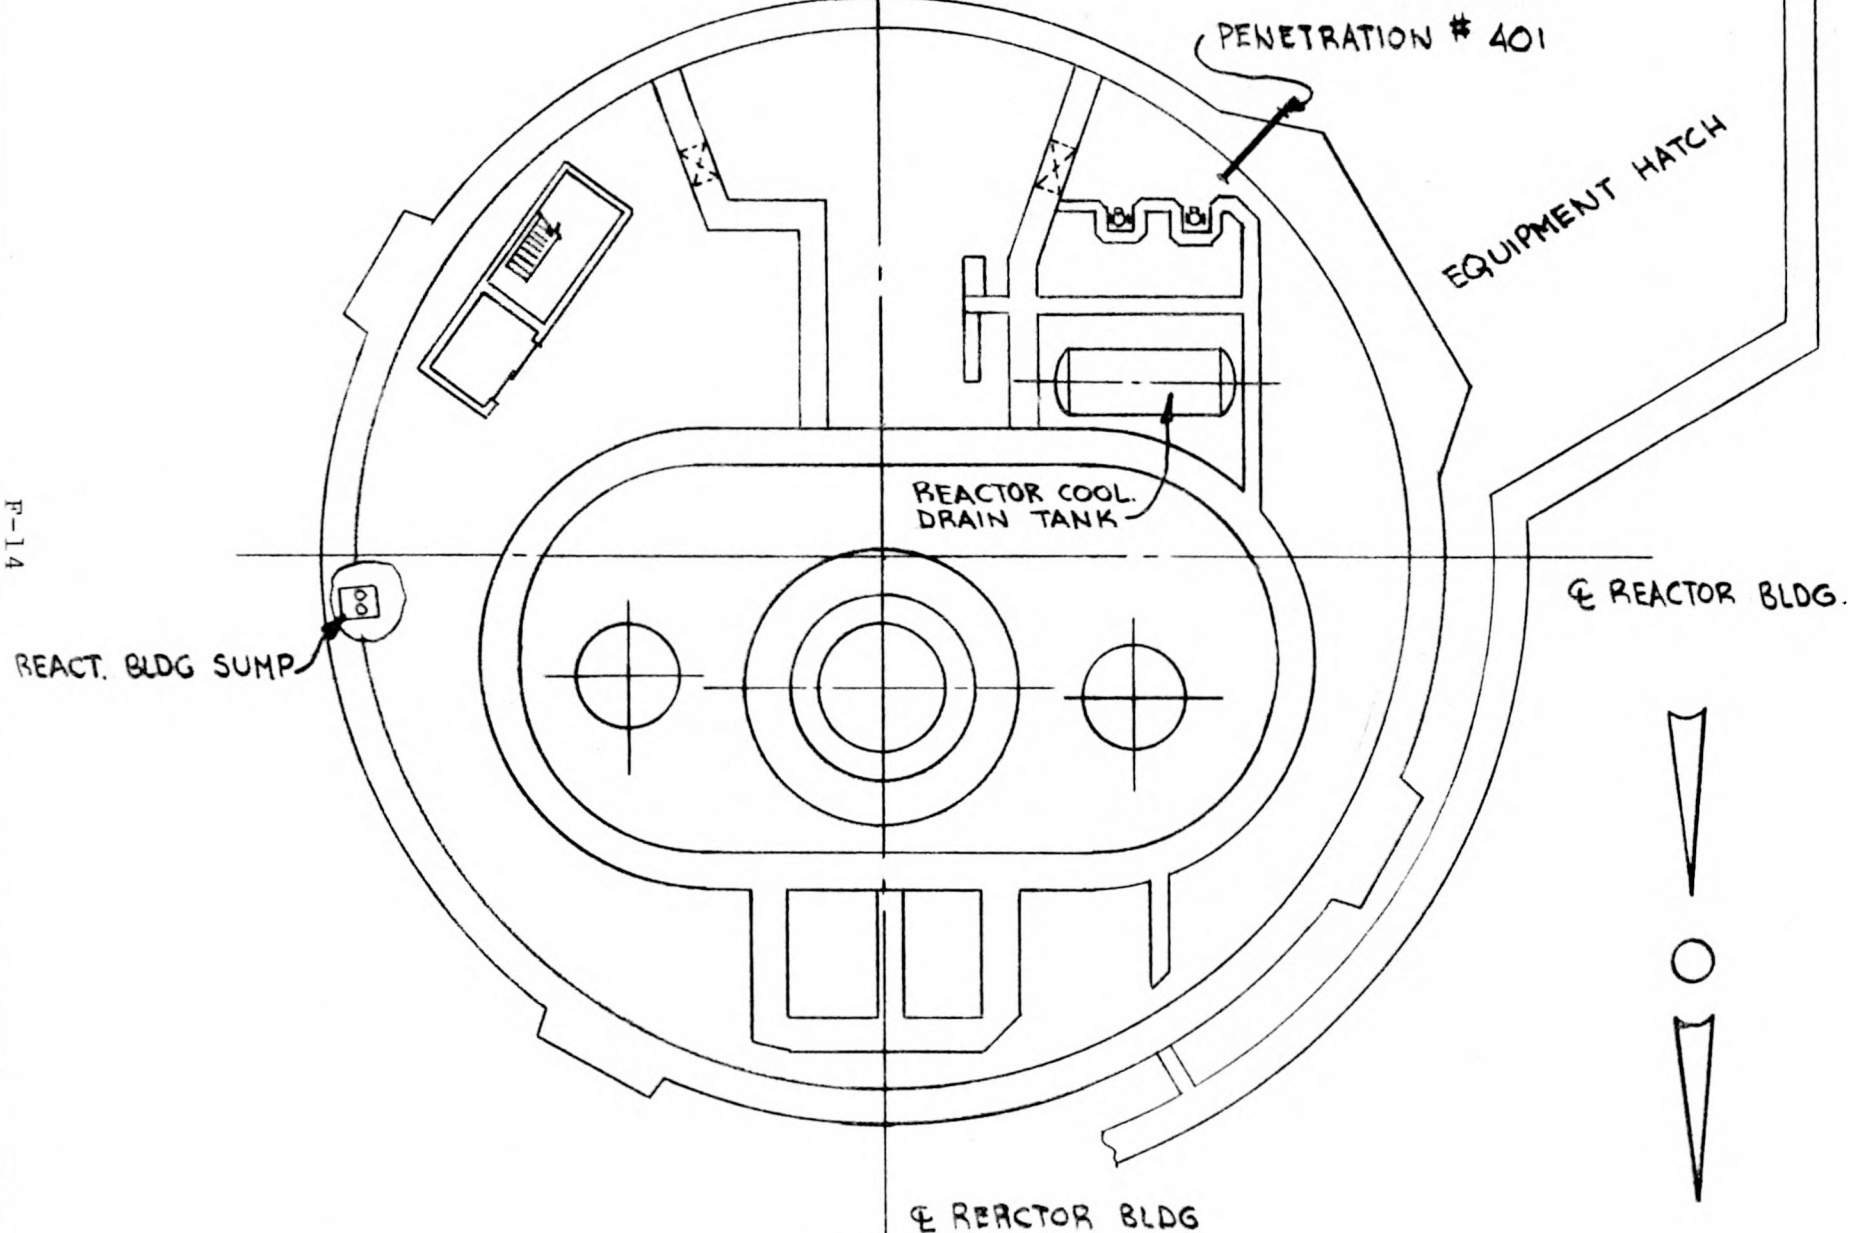 PENETRATION # 401
EQUIPMENT HATCH
REACTOR COOL.
DRAIN TANK
℄ REACTOR BLDG.
REACT. BLDG SUMP
F-14
℄ REACTOR BLDG